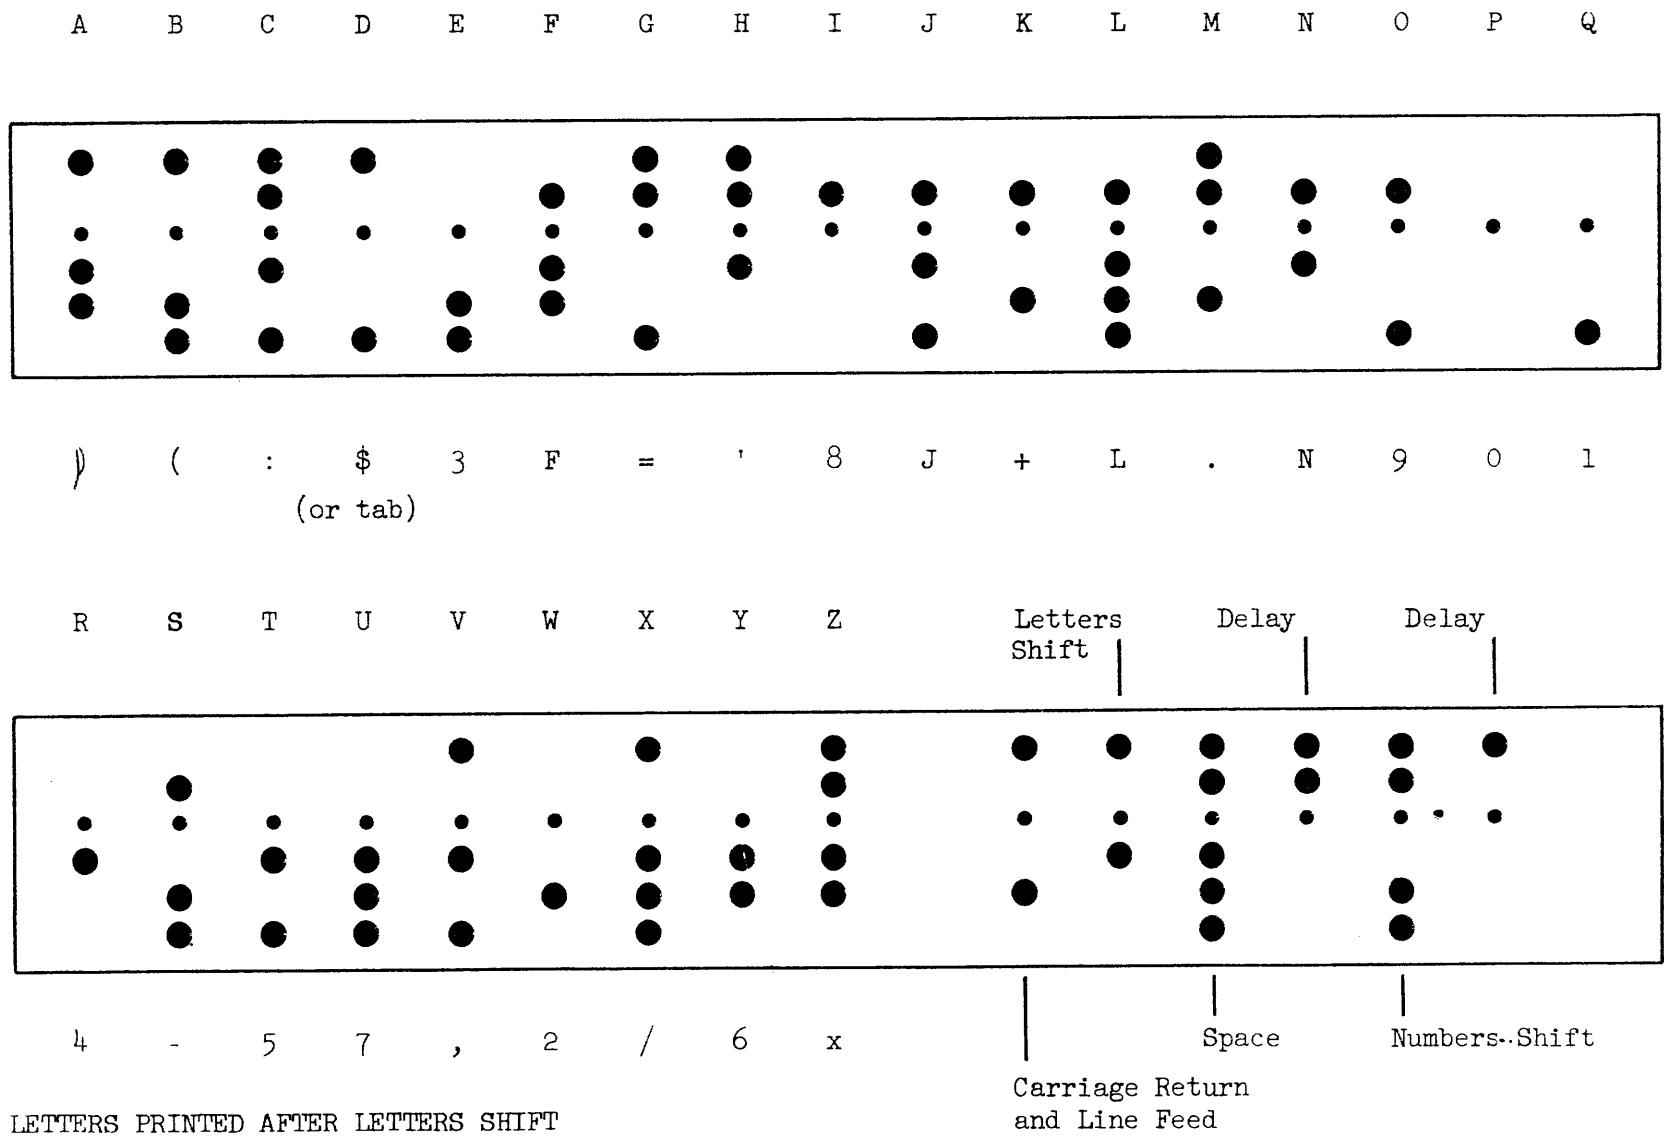 A B C D E F G H I J K L M N O P Q
) ( : $ 3 F = ' 8 J + L . N 9 0 1
(or tab)
R S T U V W X Y Z Letters Delay Delay
Shift
4 - 5 7 , 2 / 6 x Space Numbers Shift
Carriage Return
LETTERS PRINTED AFTER LETTERS SHIFT and Line Feed